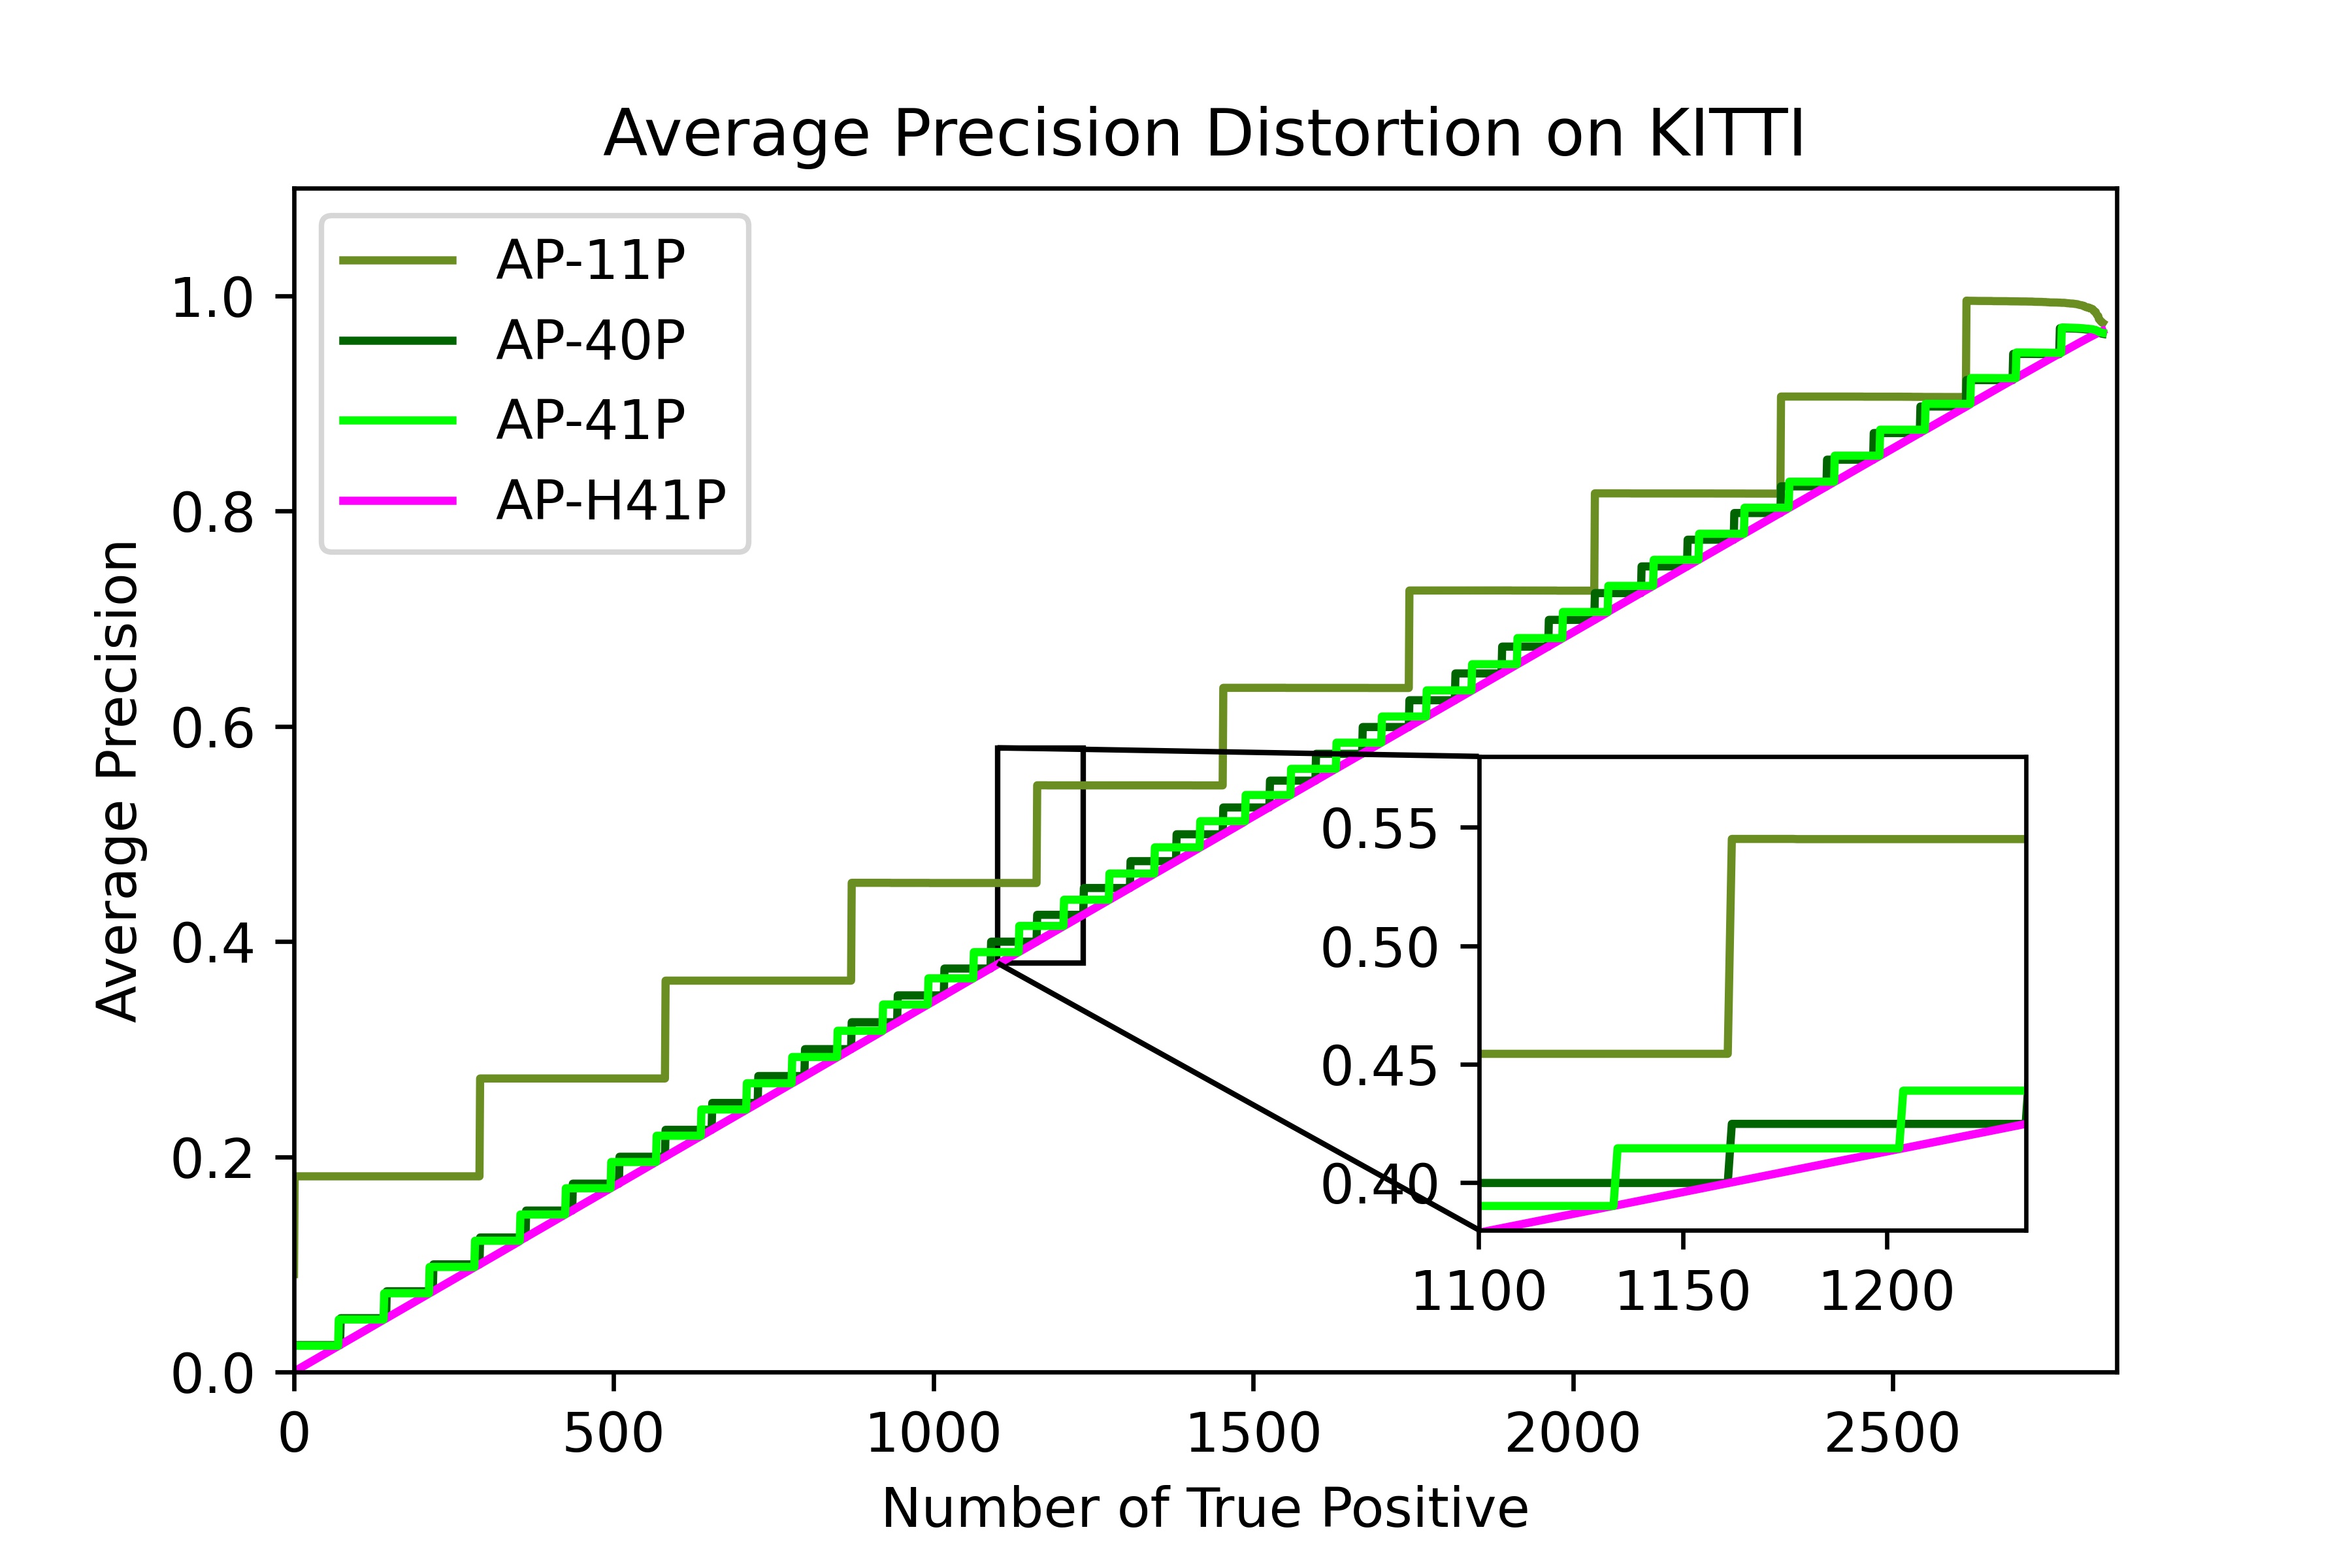 Average Precision Distortion on KITTI
AP-11P
AP-40P
AP-41P
AP-H41P
Average Precision
1.0
0.8
0.6
0.4
0.2
0.0
0.55
0.50
0.45
0.40
1100 1150 1200
0 500 1000 1500 2000 2500
Number of True Positive